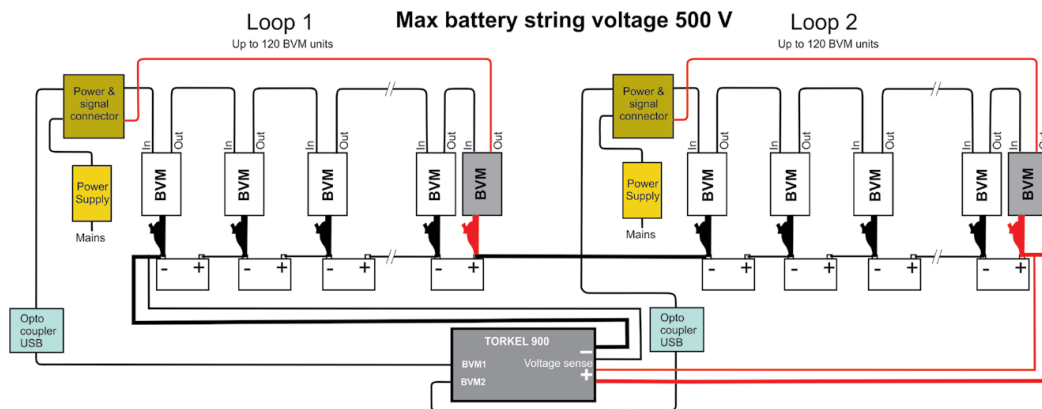 Loop 1
Max battery string voltage 500 V
Loop 2
Up to 120 BVM units
Up to 120 BVM units
Power &
signal
connector
In
Out
In
Out
In
Out
In
Out
In
Out
BVM
BVM
BVM
BVM
BVM
Power
Supply
Mains
- +
- +
- +
- +
Power &
signal
connector
In
Out
In
Out
In
Out
In
Out
In
Out
BVM
BVM
BVM
BVM
BVM
Power
Supply
Mains
- +
- +
- +
- +
Opto
coupler
USB
TORKEL 900
−
Voltage sense
+
BVM1
BVM2
Opto
coupler
USB